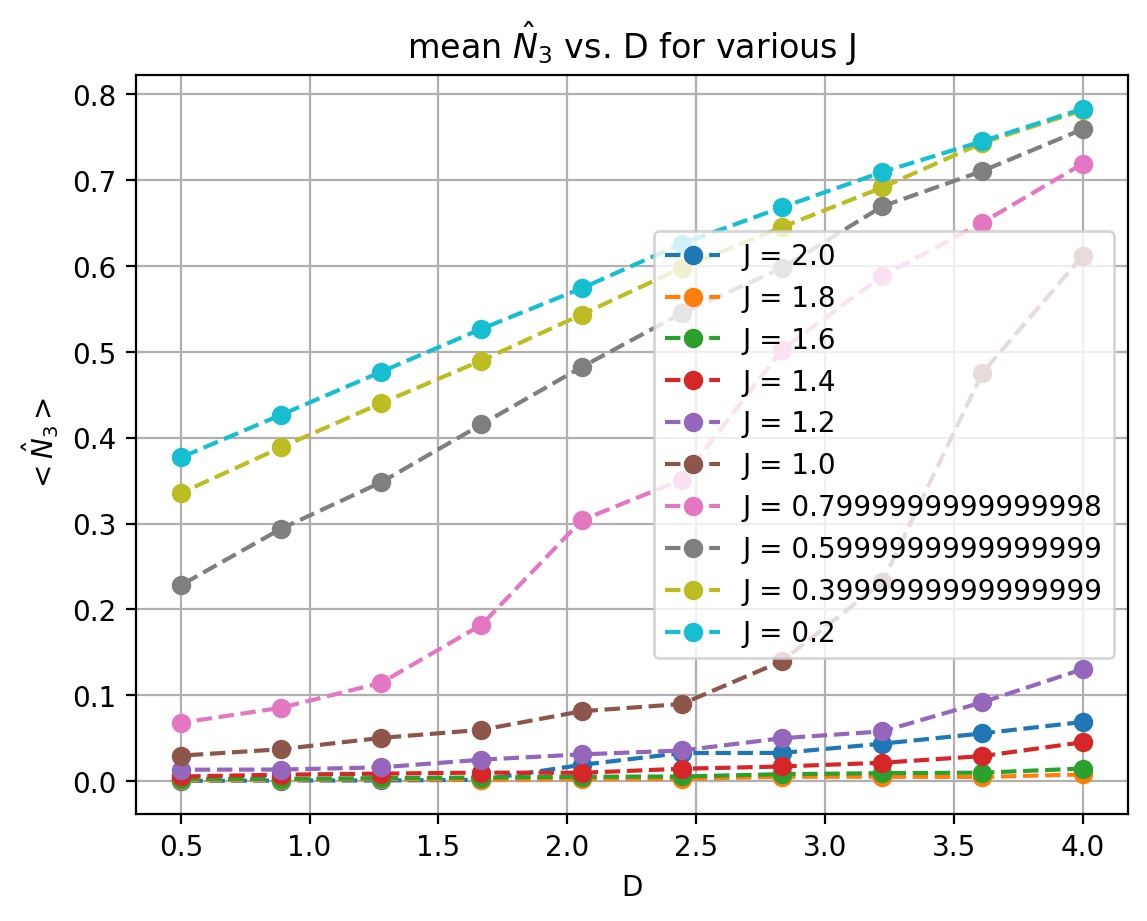 mean N̂₃ vs. D for various J
0.8
0.7
0.6
0.5
0.4
0.3
0.2
0.1
0.0
< N̂₃ >
J = 2.0
J = 1.8
J = 1.6
J = 1.4
J = 1.2
J = 1.0
J = 0.7999999999999998
J = 0.5999999999999999
J = 0.3999999999999999
J = 0.2
0.5 1.0 1.5 2.0 2.5 3.0 3.5 4.0
D